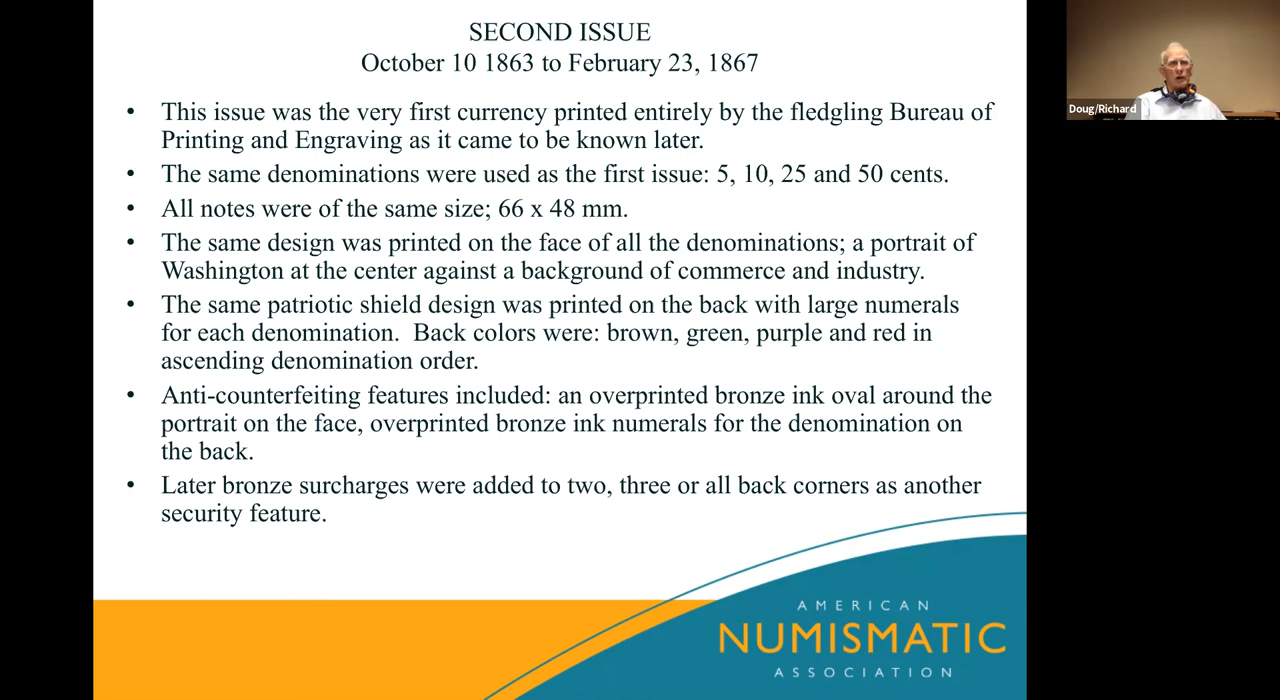 SECOND ISSUE
October 10 1863 to February 23, 1867
• This issue was the very first currency printed entirely by the fledgling Bureau of
Printing and Engraving as it came to be known later.
• The same denominations were used as the first issue: 5, 10, 25 and 50 cents.
• All notes were of the same size; 66 x 48 mm.
• The same design was printed on the face of all the denominations; a portrait of
Washington at the center against a background of commerce and industry.
• The same patriotic shield design was printed on the back with large numerals
for each denomination.  Back colors were: brown, green, purple and red in
ascending denomination order.
• Anti-counterfeiting features included: an overprinted bronze ink oval around the
portrait on the face, overprinted bronze ink numerals for the denomination on
the back.
• Later bronze surcharges were added to two, three or all back corners as another
security feature.
AMERICAN
NUMISMATIC
ASSOCIATION
Doug/Richard